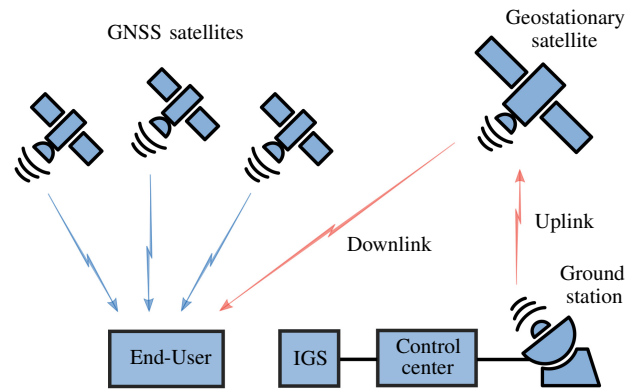 GNSS satellites
Geostationary
satellite
Downlink
Uplink
Ground
station
End-User
IGS
Control
center